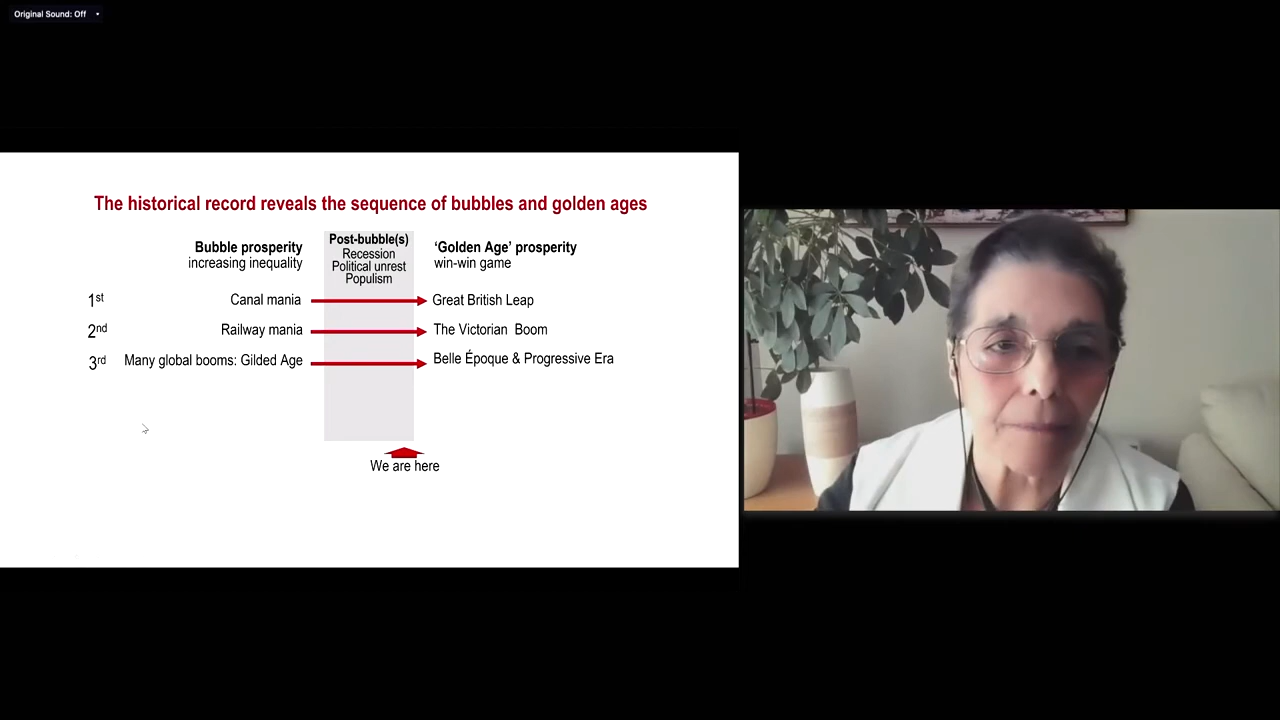 Original Sound: Off
The historical record reveals the sequence of bubbles and golden ages
Bubble prosperity
increasing inequality
Post-bubble(s)
Recession
Political unrest
Populism
‘Golden Age’ prosperity
win-win game
1st Canal mania Great British Leap
2nd Railway mania The Victorian Boom
3rd Many global booms: Gilded Age Belle Époque & Progressive Era
We are here